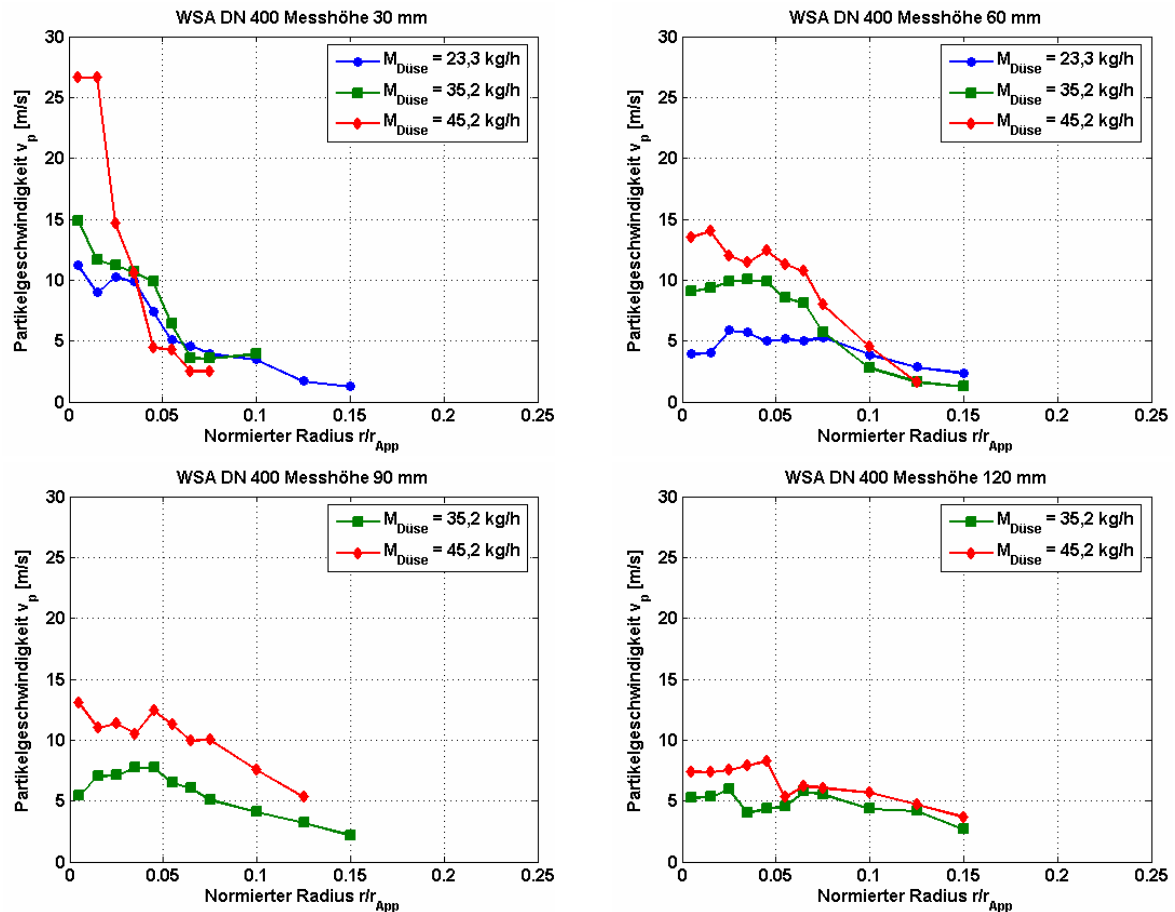 WSA DN 400 Messhöhe 30 mm
Partikelgeschwindigkeit v_p [m/s]
30
25
20
15
10
5
0
M_Düse = 23,3 kg/h
M_Düse = 35,2 kg/h
M_Düse = 45,2 kg/h
0 0.05 0.1 0.15 0.2 0.25
Normierter Radius r/r_App
WSA DN 400 Messhöhe 60 mm
Partikelgeschwindigkeit v_p [m/s]
30
25
20
15
10
5
0
M_Düse = 23,3 kg/h
M_Düse = 35,2 kg/h
M_Düse = 45,2 kg/h
0 0.05 0.1 0.15 0.2 0.25
Normierter Radius r/r_App
WSA DN 400 Messhöhe 90 mm
Partikelgeschwindigkeit v_p [m/s]
30
25
20
15
10
5
0
M_Düse = 35,2 kg/h
M_Düse = 45,2 kg/h
0 0.05 0.1 0.15 0.2 0.25
Normierter Radius r/r_App
WSA DN 400 Messhöhe 120 mm
Partikelgeschwindigkeit v_p [m/s]
30
25
20
15
10
5
0
M_Düse = 35,2 kg/h
M_Düse = 45,2 kg/h
0 0.05 0.1 0.15 0.2 0.25
Normierter Radius r/r_App